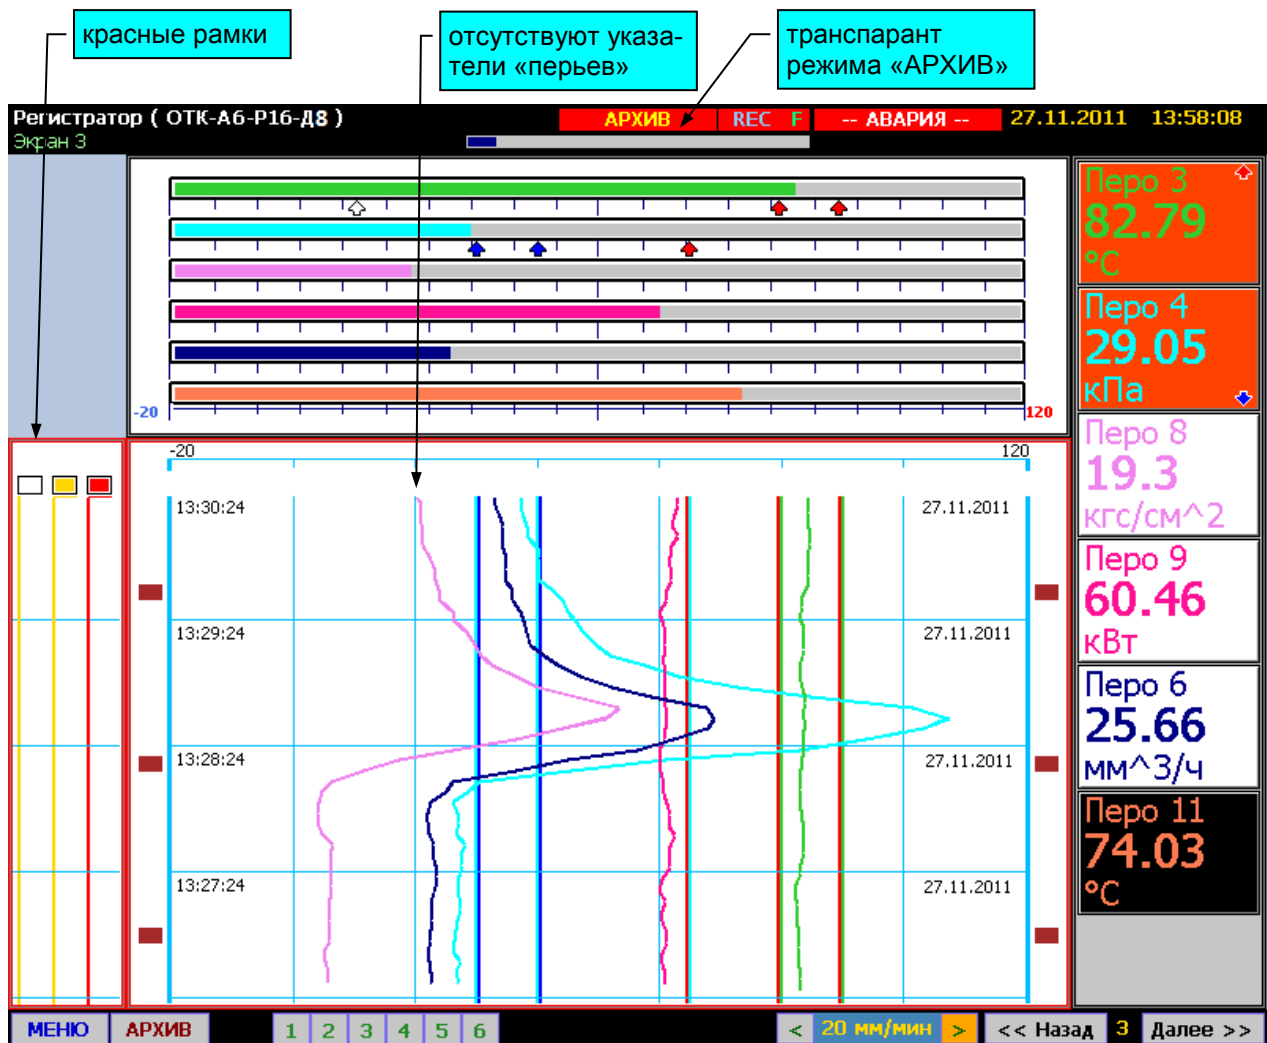 красные рамки
отсутствуют указа-
тели «перьев»
транспарант
режима «АРХИВ»
Регистратор ( ОТК-А6-Р16-Д8 )
АРХИВ
REC F
-- АВАРИЯ --
27.11.2011 13:58:08
Экран 3
-20
120
Перо 3
82.79
°C
Перо 4
29.05
кПа
Перо 8
19.3
кгс/см^2
Перо 9
60.46
кВт
Перо 6
25.66
мм^3/ч
Перо 11
74.03
°C
-20
120
13:30:24
27.11.2011
13:29:24
27.11.2011
13:28:24
27.11.2011
13:27:24
27.11.2011
МЕНЮ
АРХИВ
1 2 3 4 5 6
< 20 мм/мин >
<< Назад 3 Далее >>